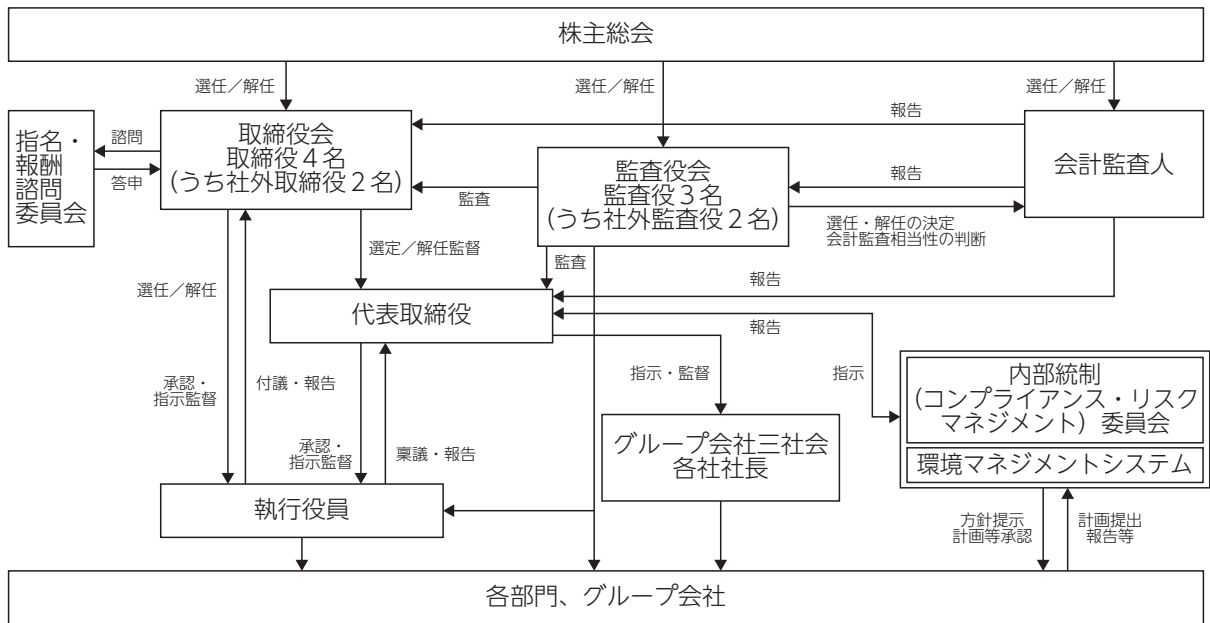 株主総会
選任／解任
選任／解任
選任／解任
指名・
報酬
諮問
委員会
諮問
答申
取締役会
取締役４名
(うち社外取締役２名)
報告
監査
監査役会
監査役３名
(うち社外監査役２名)
報告
選任・解任の決定
会計監査相当性の判断
会計監査人
選定／解任監督
監査
選任／解任
報告
代表取締役
報告
指示・監督
指示
承認・
指示監督
付議・報告
承認・
指示監督
稟議・報告
グループ会社三社会
各社社長
内部統制
(コンプライアンス・リスク
マネジメント）委員会
環境マネジメントシステム
執行役員
方針提示
計画等承認
計画提出
報告等
各部門、グループ会社